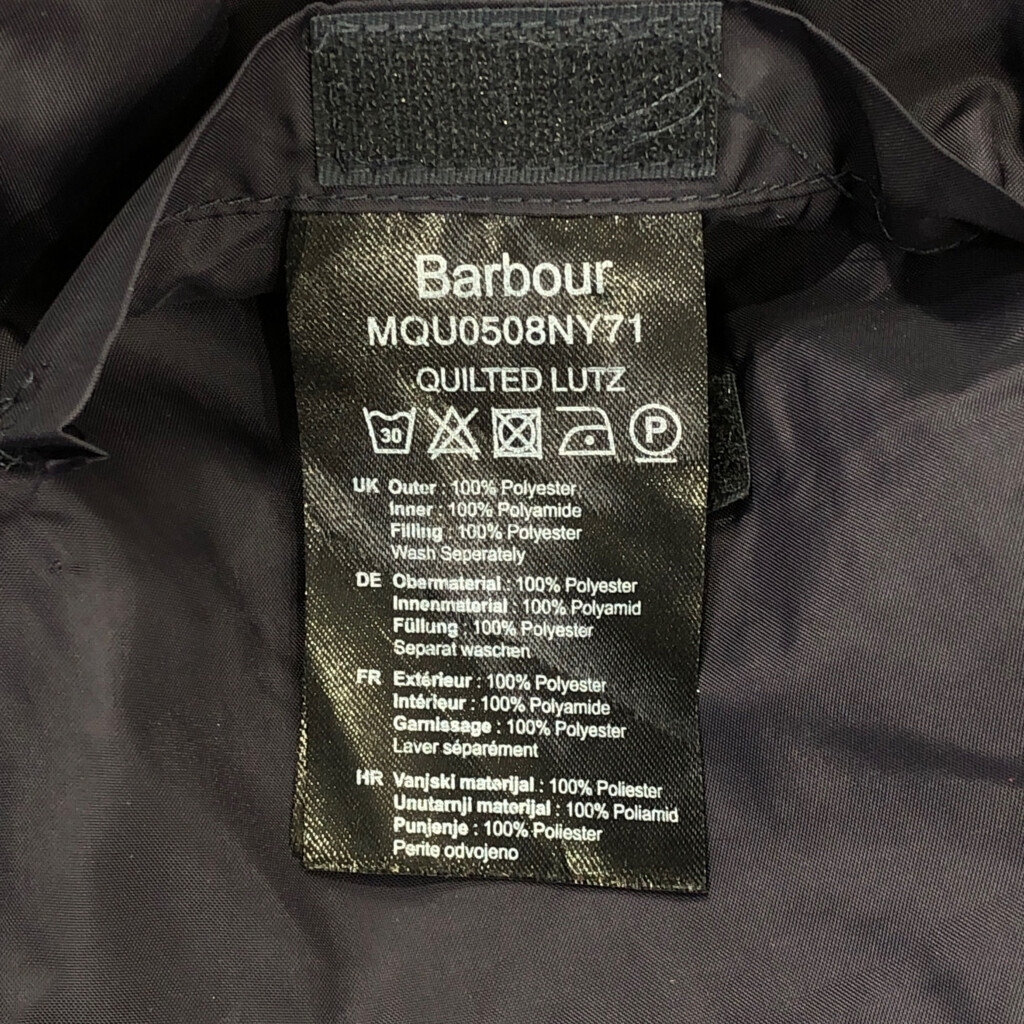 Barbour
MQU0508NY71
QUILTED LUTZ
30 P
UK Outer : 100% Polyester
Inner : 100% Polyamide
Filling : 100% Polyester
Wash Seperately
DE Obermaterial : 100% Polyester
Innenmaterial : 100% Polyamid
Füllung : 100% Polyester
Separat waschen
FR Extérieur : 100% Polyester
Intérieur : 100% Polyamide
Garnissage : 100% Polyester
Laver séparément
HR Vanjski materijal : 100% Poliester
Unutarnji materijal : 100% Poliamid
Punjenje : 100% Poliester
Perite odvojeno